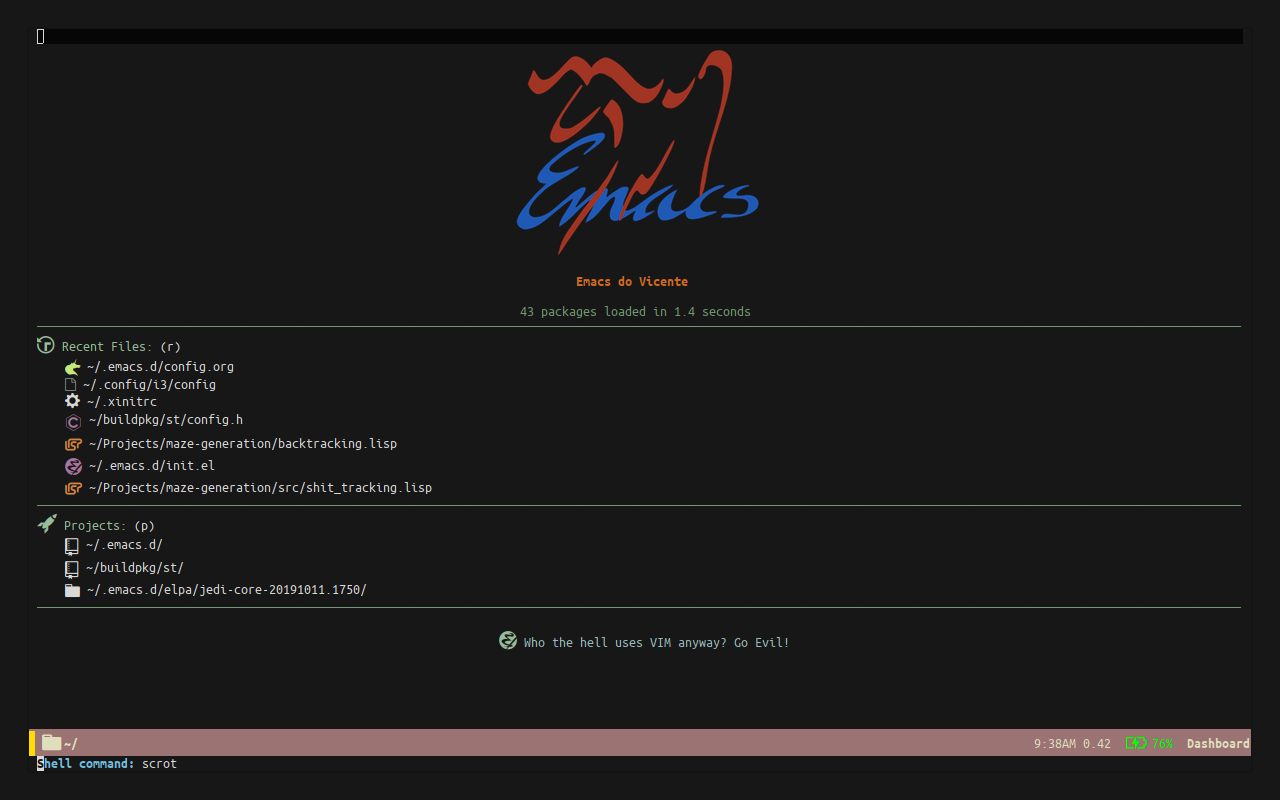 Emacs
Emacs do Vicente
43 packages loaded in 1.4 seconds
Recent Files: (r)
~/.emacs.d/config.org
~/.config/i3/config
~/.xinitrc
~/buildpkg/st/config.h
~/Projects/maze-generation/backtracking.lisp
~/.emacs.d/init.el
~/Projects/maze-generation/src/shit_tracking.lisp
Projects: (p)
~/.emacs.d/
~/buildpkg/st/
~/.emacs.d/elpa/jedi-core-20191011.1750/
Who the hell uses VIM anyway? Go Evil!
~/ 9:38AM 0.42 76% Dashboard
Shell command: scrot